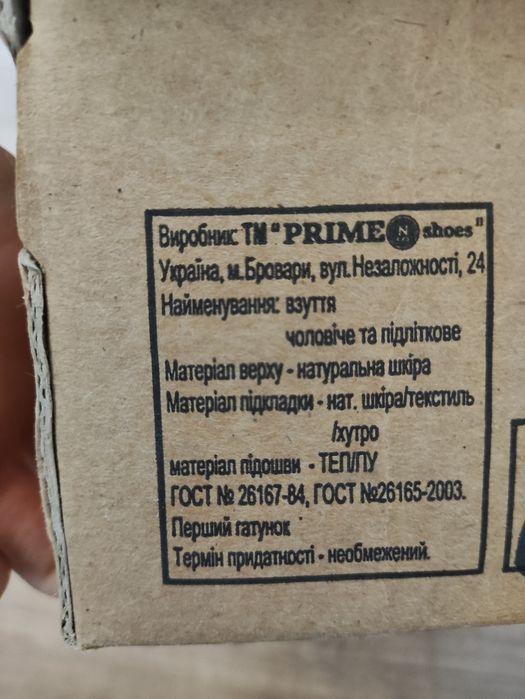 Виробник: ТМ "PRIME N shoes"
Україна, м.Бровари, вул.Незаложності, 24
Найменування: взуття
чоловіче та підліткове
Матеріал верху - натуральна шкіра
Матеріал підкладки - нат. шкіра/текстиль
/хутро
матеріал підошви - ТЕП/ПУ
ГОСТ № 26167-84, ГОСТ №26165-2003.
Перший гатунок
Термін придатності - необмежений.